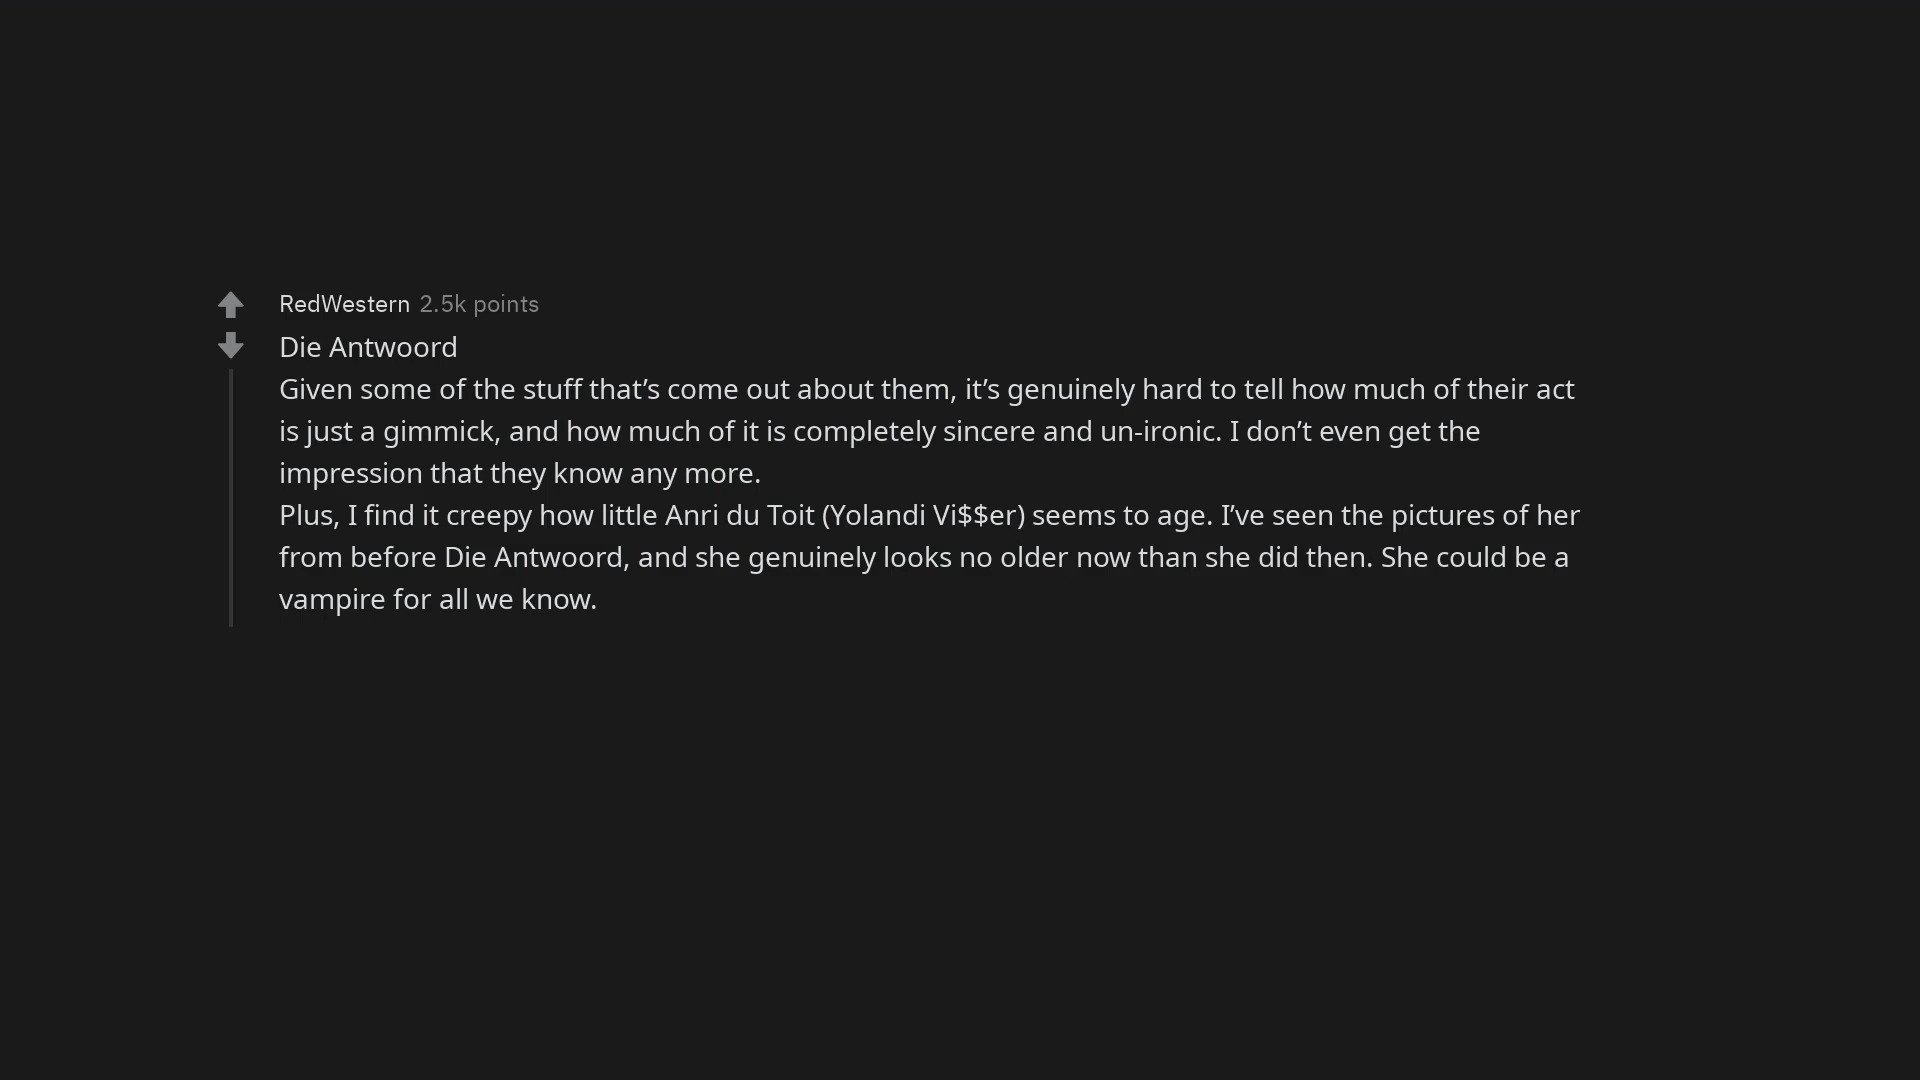 RedWestern 2.5k points
Die Antwoord
Given some of the stuff that’s come out about them, it’s genuinely hard to tell how much of their act
is just a gimmick, and how much of it is completely sincere and un-ironic. I don’t even get the
impression that they know any more.
Plus, I find it creepy how little Anri du Toit (Yolandi Vi$$er) seems to age. I’ve seen the pictures of her
from before Die Antwoord, and she genuinely looks no older now than she did then. She could be a
vampire for all we know.